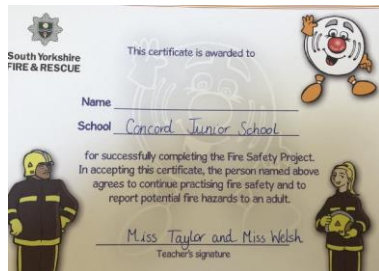 South Yorkshire
FIRE & RESCUE
This certificate is awarded to
Name
School Concord Junior School
for successfully completing the Fire Safety Project.
In accepting this certificate, the person named above
agrees to continue practising fire safety and to
report potential fire hazards to an adult.
Miss Taylor and Miss Welsh
Teacher's signature